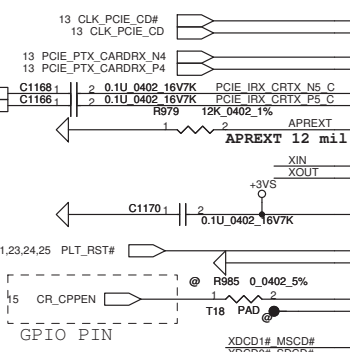 13 CLK_PCIE_CD#
13 CLK_PCIE_CD
13 PCIE_PTX_CARDRX_N4
13 PCIE_PTX_CARDRX_P4
C1168 1 2 0.1U_0402_16V7K PCIE_IRX_CRTX_N5_C
C1166 1 2 0.1U_0402_16V7K PCIE_IRX_CRTX_P5_C
R979 12K_0402_1%
1 2 APREXT
APREXT 12 mil
XIN
XOUT
+3VS
C1170 1 2
0.1U_0402_16V7K
1,23,24,25 PLT_RST#
@ R985 0_0402_5%
15 CR_CPPEN 1 2
T18 PAD @
GPIO PIN
XDCD1#_MSCD#